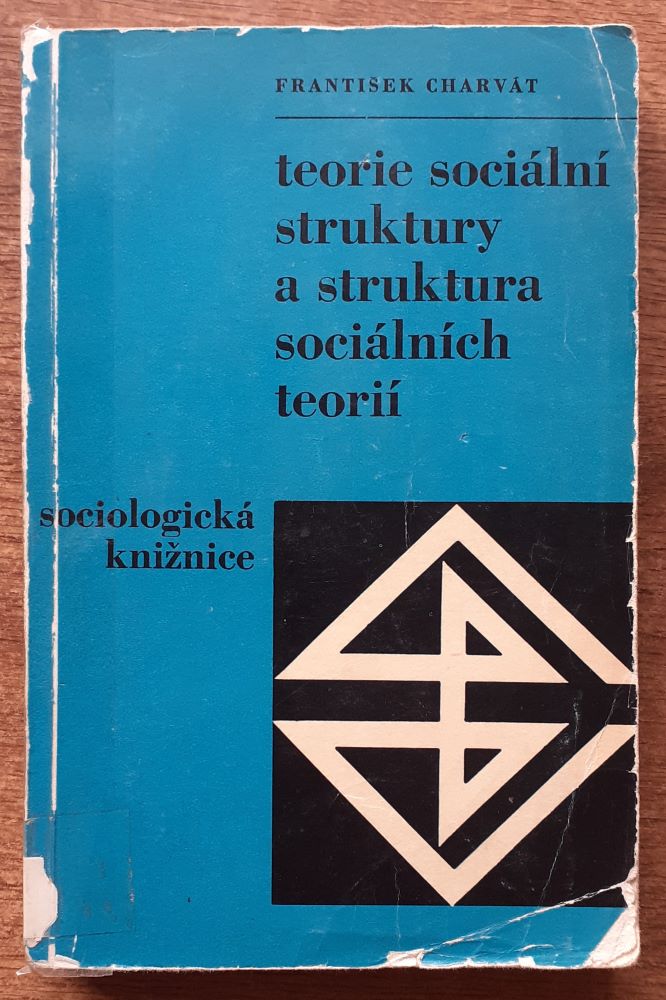 FRANTIŠEK CHARVÁT
teorie sociální
struktury
a struktura
sociálních
teorií
sociologická
knižnice